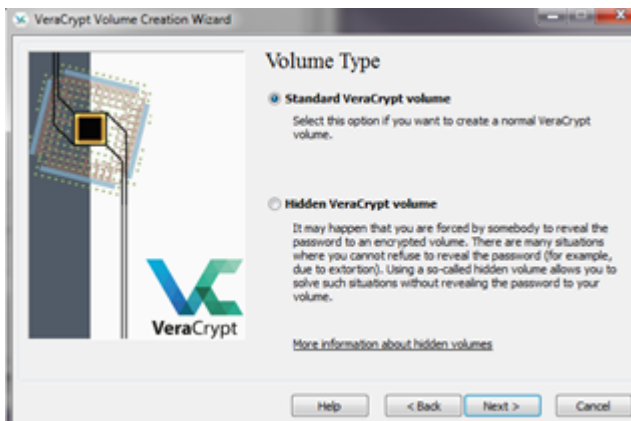 VeraCrypt Volume Creation Wizard
Volume Type
Standard VeraCrypt volume
Select this option if you want to create a normal VeraCrypt
volume.
Hidden VeraCrypt volume
It may happen that you are forced by somebody to reveal the
password to an encrypted volume. There are many situations
where you cannot refuse to reveal the password (for example,
due to extortion). Using a so-called hidden volume allows you to
solve such situations without revealing the password to your
volume.
VeraCrypt
More information about hidden volumes
Help < Back Next > Cancel